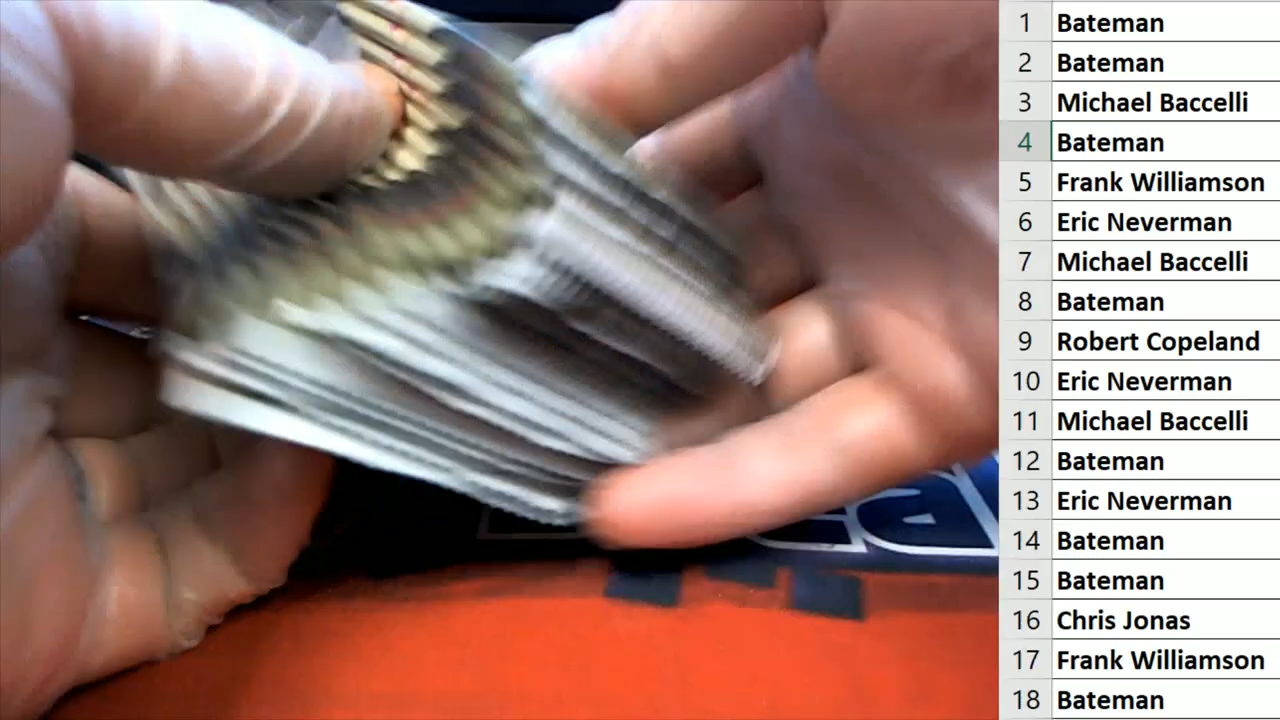 1 Bateman
2 Bateman
3 Michael Baccelli
4 Bateman
5 Frank Williamson
6 Eric Neverman
7 Michael Baccelli
8 Bateman
9 Robert Copeland
10 Eric Neverman
11 Michael Baccelli
12 Bateman
13 Eric Neverman
14 Bateman
15 Bateman
16 Chris Jonas
17 Frank Williamson
18 Bateman